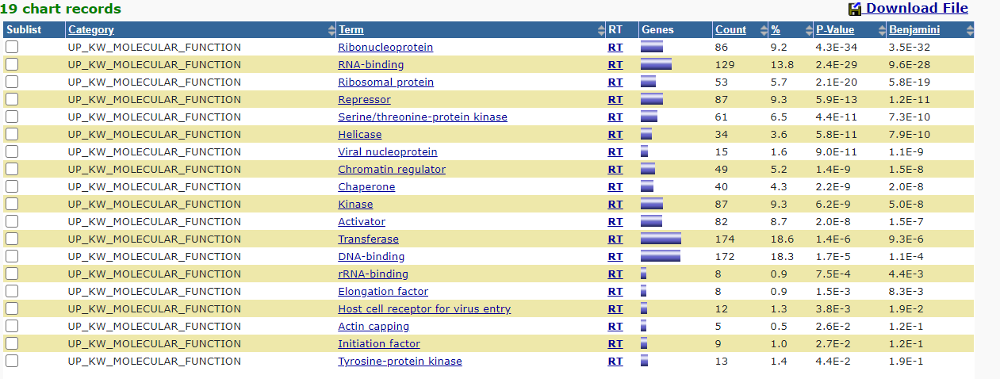 19 chart records Download File
Sublist Category Term RT Genes Count % P-Value Benjamini
UP_KW_MOLECULAR_FUNCTION Ribonucleoprotein RT 86 9.2 4.3E-34 3.5E-32
UP_KW_MOLECULAR_FUNCTION RNA-binding RT 129 13.8 2.4E-29 9.6E-28
UP_KW_MOLECULAR_FUNCTION Ribosomal protein RT 53 5.7 2.1E-20 5.8E-19
UP_KW_MOLECULAR_FUNCTION Repressor RT 87 9.3 5.9E-13 1.2E-11
UP_KW_MOLECULAR_FUNCTION Serine/threonine-protein kinase RT 61 6.5 4.4E-11 7.3E-10
UP_KW_MOLECULAR_FUNCTION Helicase RT 34 3.6 5.8E-11 7.9E-10
UP_KW_MOLECULAR_FUNCTION Viral nucleoprotein RT 15 1.6 9.0E-11 1.1E-9
UP_KW_MOLECULAR_FUNCTION Chromatin regulator RT 49 5.2 1.4E-9 1.5E-8
UP_KW_MOLECULAR_FUNCTION Chaperone RT 40 4.3 2.2E-9 2.0E-8
UP_KW_MOLECULAR_FUNCTION Kinase RT 87 9.3 6.2E-9 5.0E-8
UP_KW_MOLECULAR_FUNCTION Activator RT 82 8.7 2.0E-8 1.5E-7
UP_KW_MOLECULAR_FUNCTION Transferase RT 174 18.6 1.4E-6 9.3E-6
UP_KW_MOLECULAR_FUNCTION DNA-binding RT 172 18.3 1.7E-5 1.1E-4
UP_KW_MOLECULAR_FUNCTION rRNA-binding RT 8 0.9 7.5E-4 4.4E-3
UP_KW_MOLECULAR_FUNCTION Elongation factor RT 8 0.9 1.5E-3 8.3E-3
UP_KW_MOLECULAR_FUNCTION Host cell receptor for virus entry RT 12 1.3 3.8E-3 1.9E-2
UP_KW_MOLECULAR_FUNCTION Actin capping RT 5 0.5 2.6E-2 1.2E-1
UP_KW_MOLECULAR_FUNCTION Initiation factor RT 9 1.0 2.7E-2 1.2E-1
UP_KW_MOLECULAR_FUNCTION Tyrosine-protein kinase RT 13 1.4 4.4E-2 1.9E-1